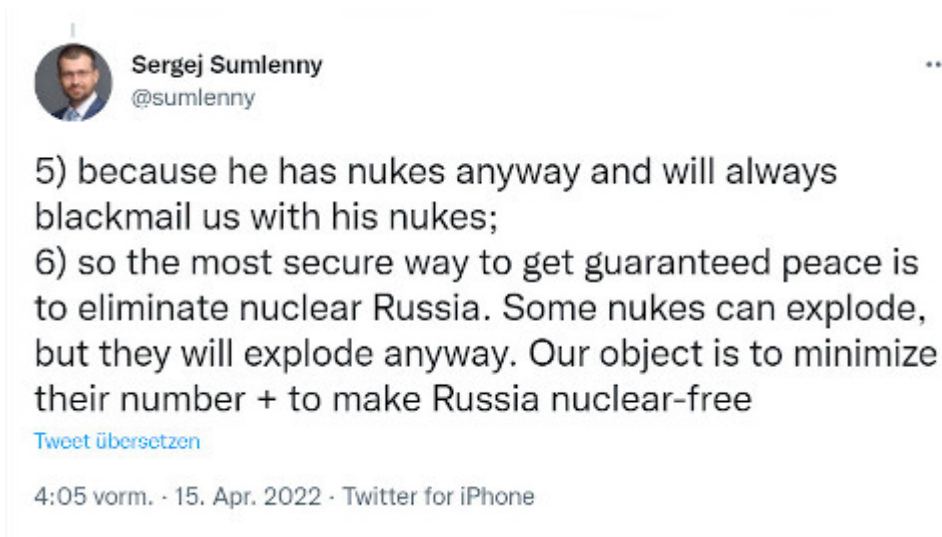 Sergej Sumlenny
@sumlenny
5) because he has nukes anyway and will always
blackmail us with his nukes;
6) so the most secure way to get guaranteed peace is
to eliminate nuclear Russia. Some nukes can explode,
but they will explode anyway. Our object is to minimize
their number + to make Russia nuclear-free
Tweet übersetzen
4:05 vorm. · 15. Apr. 2022 · Twitter for iPhone